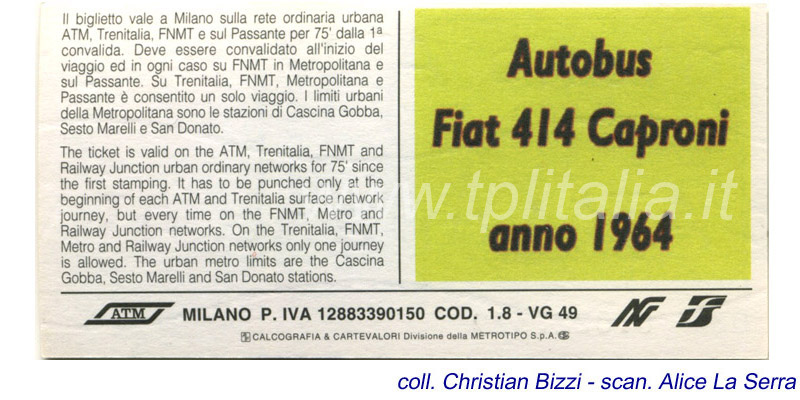 Il biglietto vale a Milano sulla rete ordinaria urbana
ATM, Trenitalia, FNMT e sul Passante per 75' dalla 1ª
convalida. Deve essere convalidato all'inizio del
viaggio ed in ogni caso su FNMT in Metropolitana e
sul Passante. Su Trenitalia, FNMT, Metropolitana e
Passante è consentito un solo viaggio. I limiti urbani
della Metropolitana sono le stazioni di Cascina Gobba,
Sesto Marelli e San Donato.
The ticket is valid on the ATM, Trenitalia, FNMT and
Railway Junction urban ordinary networks for 75' since
the first stamping. It has to be punched only at the
beginning of each ATM and Trenitalia surface network
journey, but every time on the FNMT, Metro and
Railway Junction networks. On the Trenitalia, FNMT,
Metro and Railway Junction networks only one journey
is allowed. The urban metro limits are the Cascina
Gobba, Sesto Marelli and San Donato stations.
Autobus
Fiat 414 Caproni
anno 1964
www.tplitalia.it
ATM MILANO P. IVA 12883390150 COD. 1.8 - VG 49
CALCOGRAFIA & CARTEVALORI Divisione della METROTIPO S.p.A.
coll. Christian Bizzi - scan. Alice La Serra